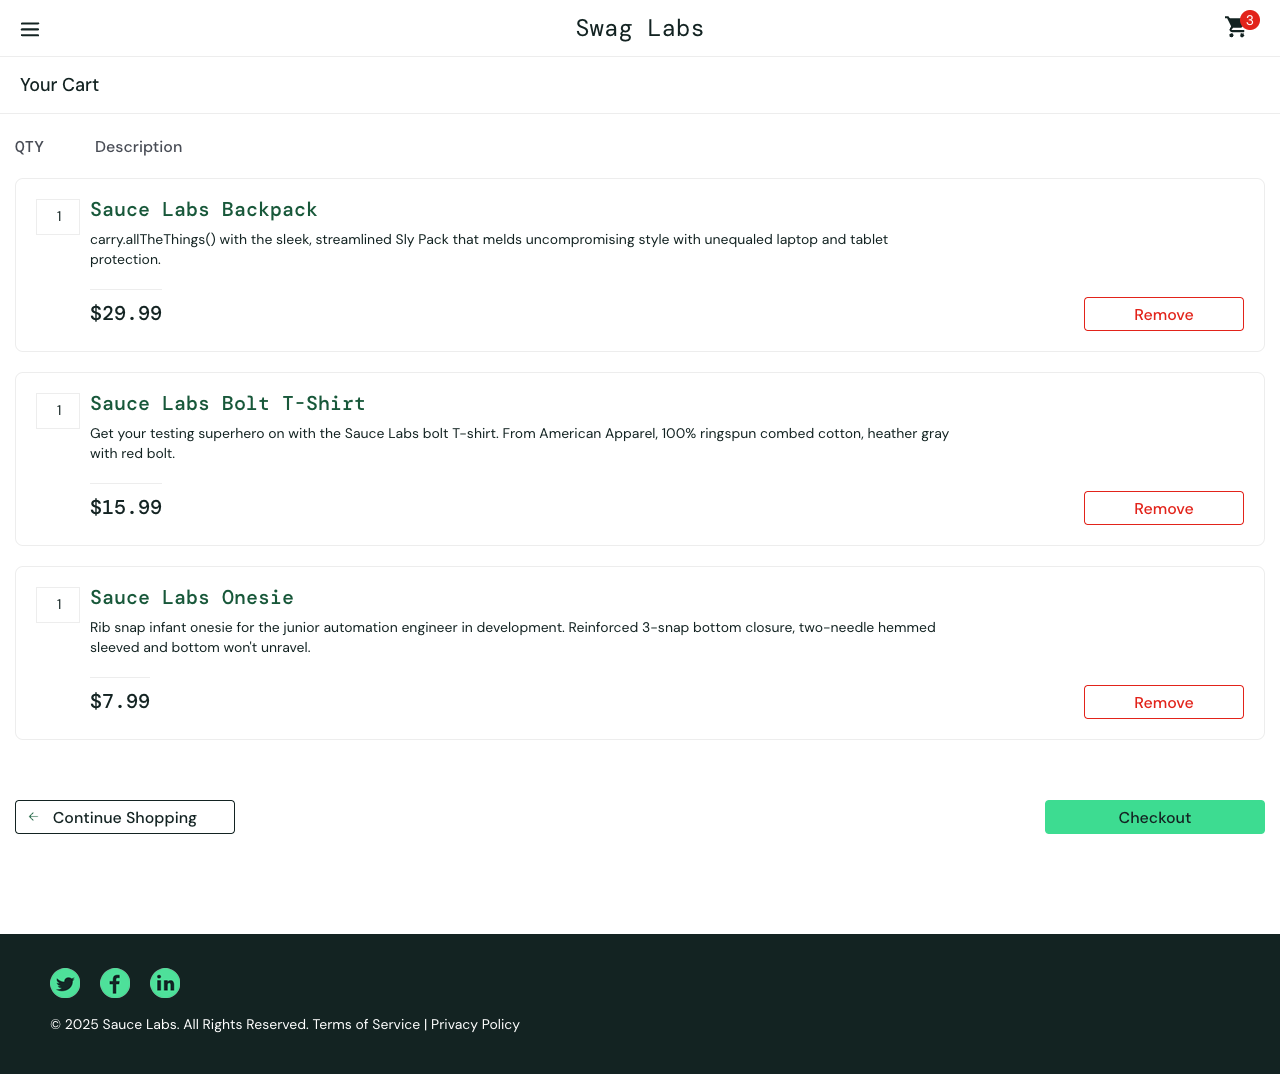 Swag Labs
3
Your Cart
QTY Description
1
Sauce Labs Backpack
carry.allTheThings() with the sleek, streamlined Sly Pack that melds uncompromising style with unequaled laptop and tablet
protection.
$29.99
Remove
1
Sauce Labs Bolt T-Shirt
Get your testing superhero on with the Sauce Labs bolt T-shirt. From American Apparel, 100% ringspun combed cotton, heather gray
with red bolt.
$15.99
Remove
1
Sauce Labs Onesie
Rib snap infant onesie for the junior automation engineer in development. Reinforced 3-snap bottom closure, two-needle hemmed
sleeved and bottom won't unravel.
$7.99
Remove
Continue Shopping
Checkout
© 2025 Sauce Labs. All Rights Reserved. Terms of Service | Privacy Policy